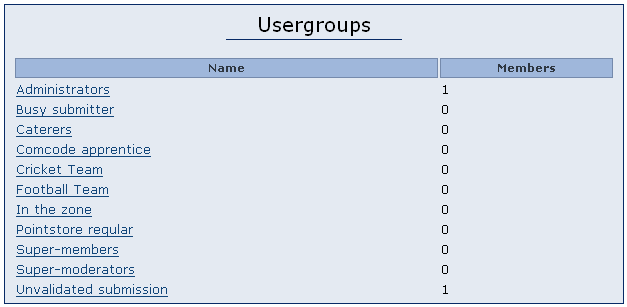 Usergroups
Name Members
Administrators 1
Busy submitter 0
Caterers 0
Comcode apprentice 0
Cricket Team 0
Football Team 0
In the zone 0
Pointstore regular 0
Super-members 0
Super-moderators 0
Unvalidated submission 1